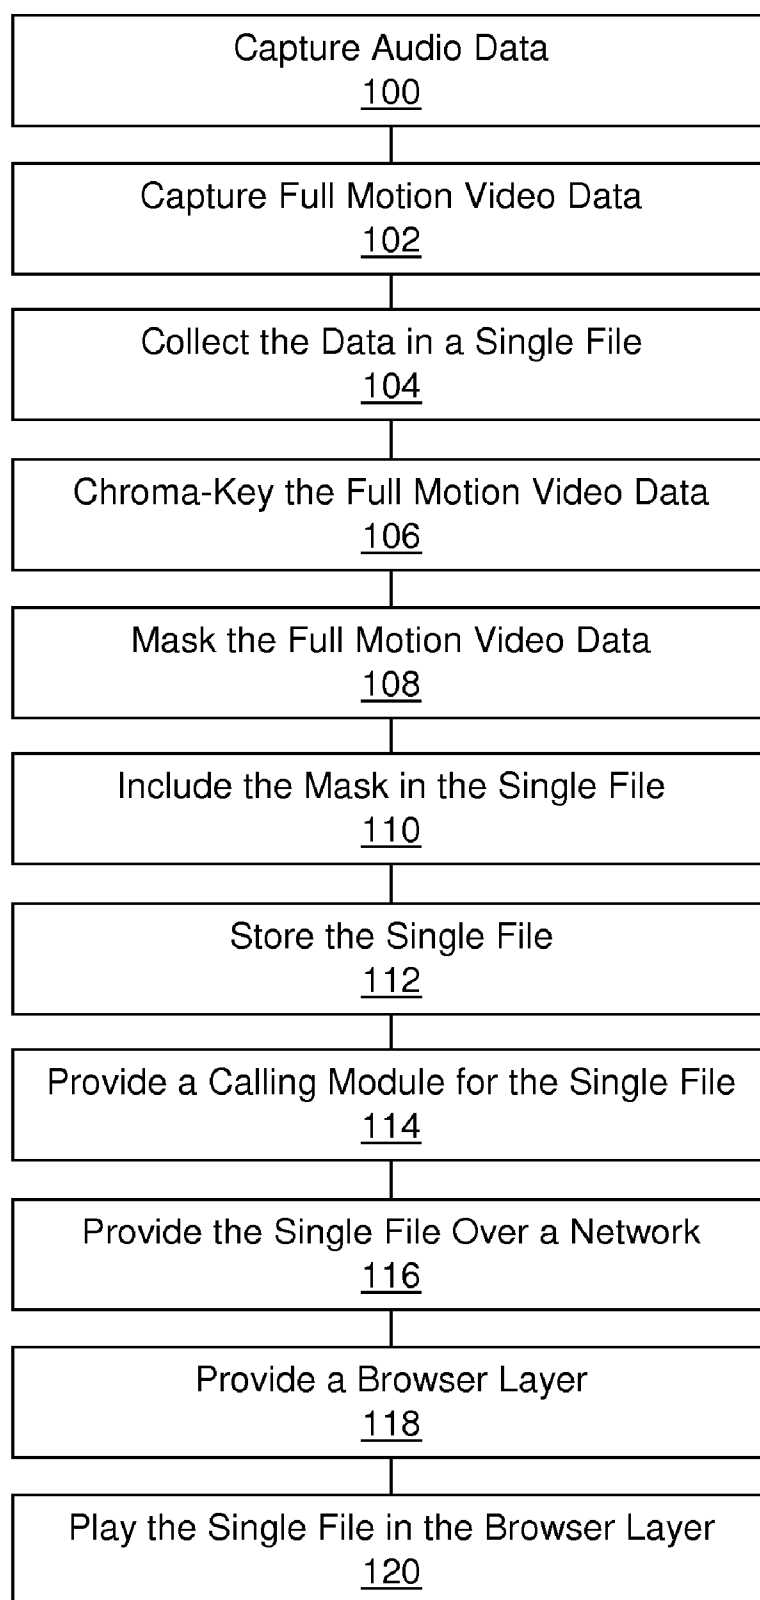 Capture Audio Data
100
Capture Full Motion Video Data
102
Collect the Data in a Single File
104
Chroma-Key the Full Motion Video Data
106
Mask the Full Motion Video Data
108
Include the Mask in the Single File
110
Store the Single File
112
Provide a Calling Module for the Single File
114
Provide the Single File Over a Network
116
Provide a Browser Layer
118
Play the Single File in the Browser Layer
120